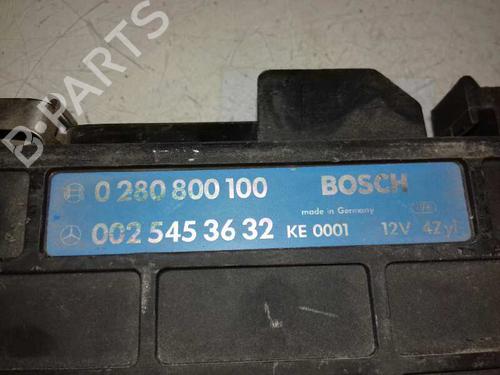 B-PARTS
0 280 800 100 BOSCH
made in Germany
002 545 36 32 KE 0001 12V 4Zyl